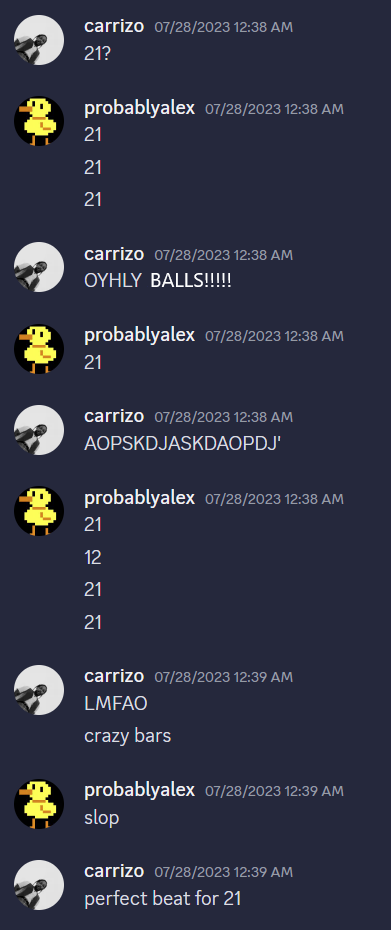 carrizo 07/28/2023 12:38 AM
21?
probablyalex 07/28/2023 12:38 AM
21
21
21
carrizo 07/28/2023 12:38 AM
OYHLY BALLS!!!!!
probablyalex 07/28/2023 12:38 AM
21
carrizo 07/28/2023 12:38 AM
AOPSKDJASKDAOPDJ'
probablyalex 07/28/2023 12:38 AM
21
12
21
21
carrizo 07/28/2023 12:39 AM
LMFAO
crazy bars
probablyalex 07/28/2023 12:39 AM
slop
carrizo 07/28/2023 12:39 AM
perfect beat for 21